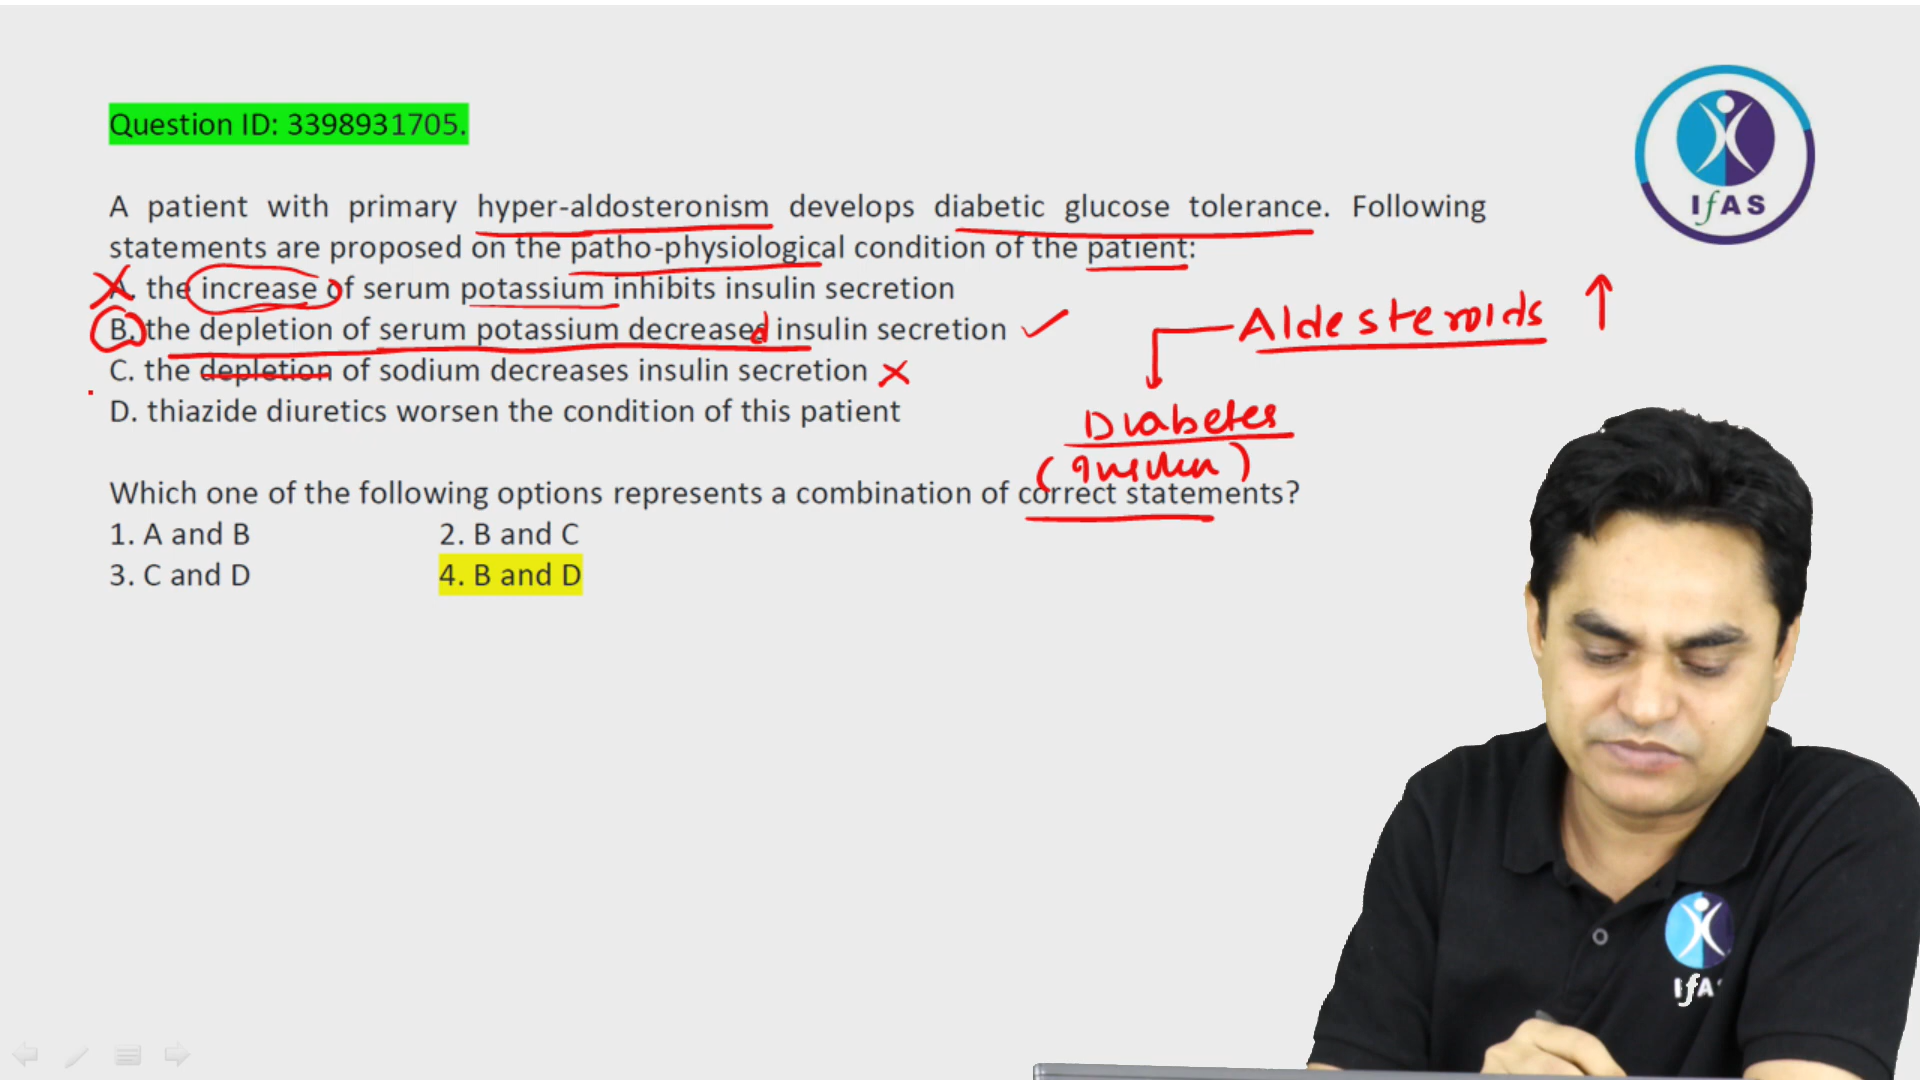 Question ID: 3398931705.
IfAS
A patient with primary hyper-aldosteronism develops diabetic glucose tolerance. Following
statements are proposed on the patho-physiological condition of the patient:
A. the increase of serum potassium inhibits insulin secretion
B. the depletion of serum potassium decreased insulin secretion
Aldesteroids
C. the depletion of sodium decreases insulin secretion
D. thiazide diuretics worsen the condition of this patient
Diabetes
(Insulin)
Which one of the following options represents a combination of correct statements?
1. A and B 2. B and C
3. C and D 4. B and D
IfA